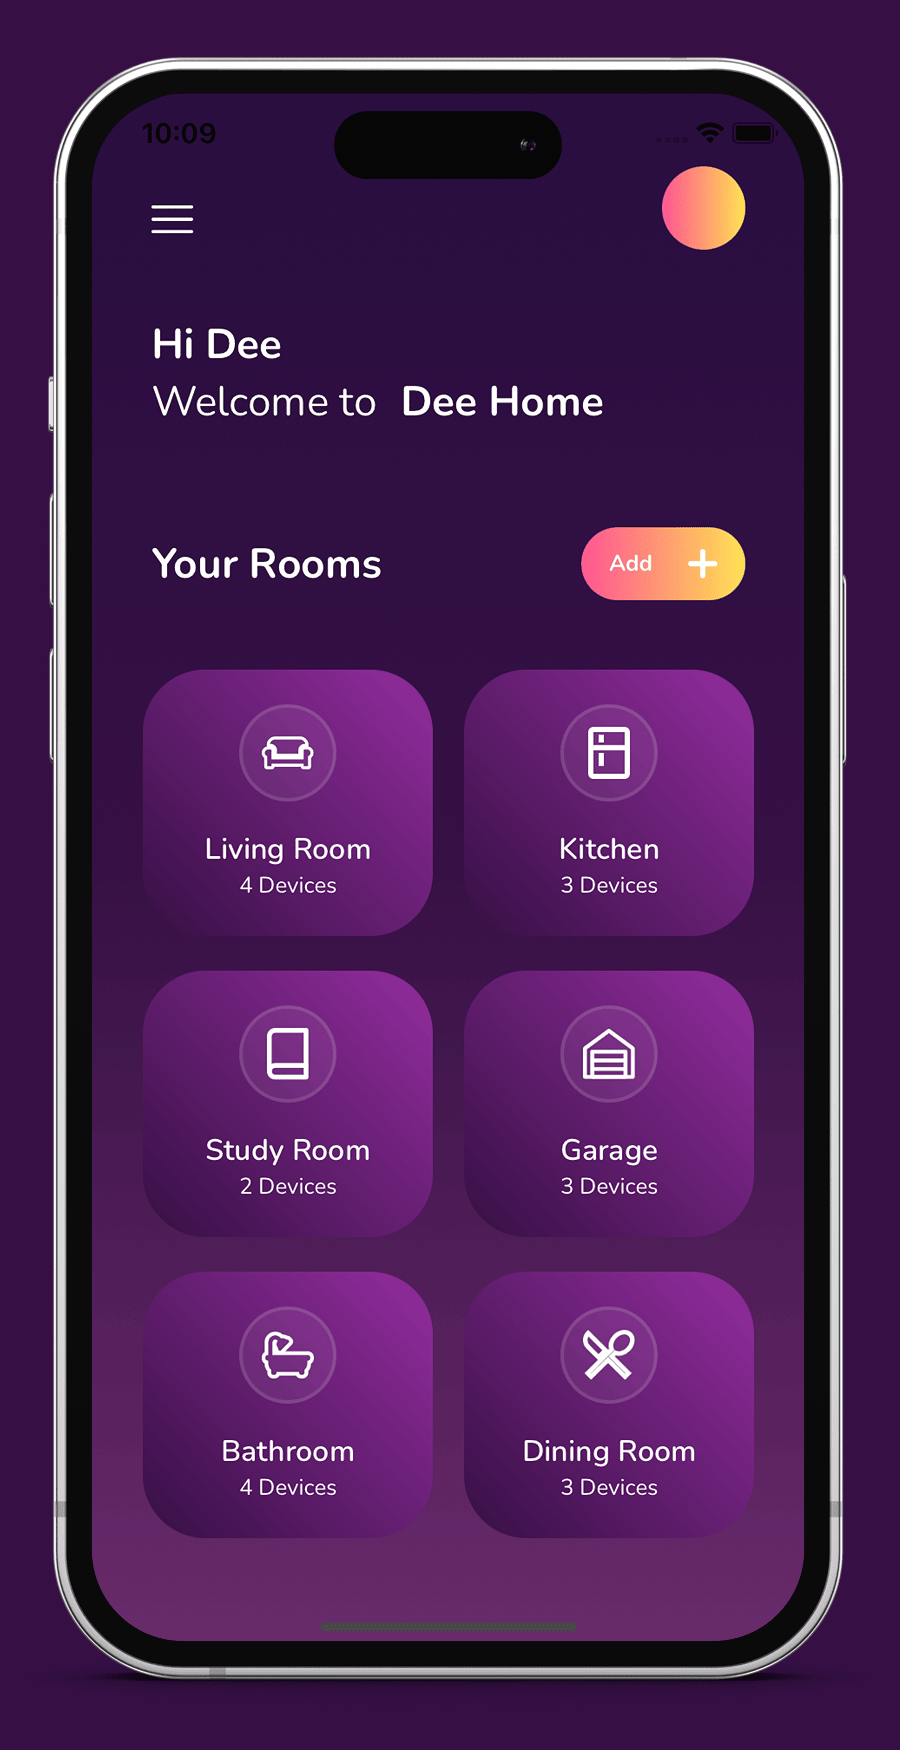 10:09
Hi Dee
Welcome to Dee Home
Your Rooms
Add
Living Room
4 Devices
Kitchen
3 Devices
Study Room
2 Devices
Garage
3 Devices
Bathroom
4 Devices
Dining Room
3 Devices